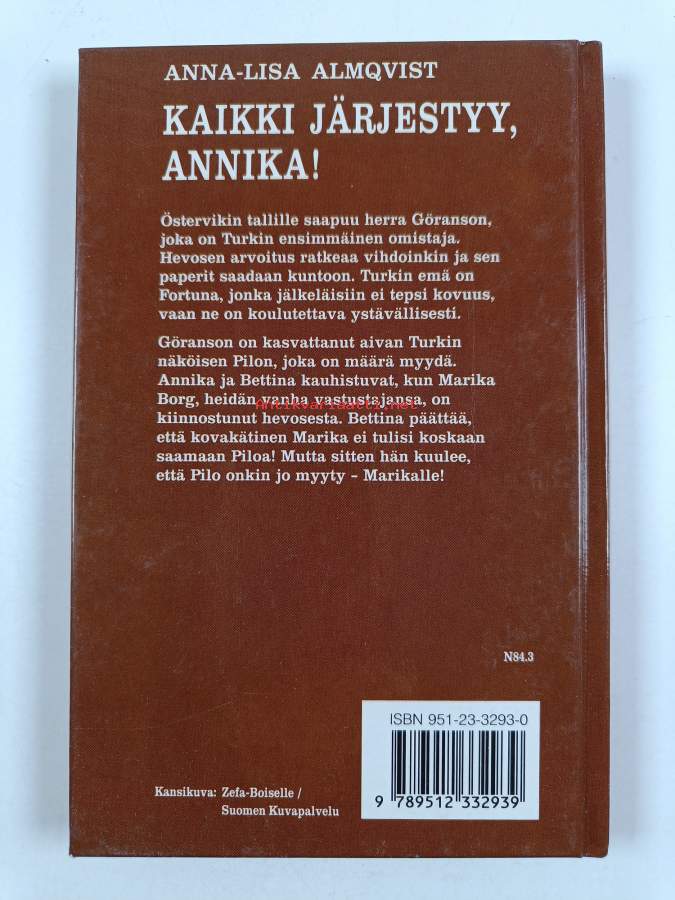 ANNA-LISA ALMQVIST
KAIKKI JÄRJESTYY,
ANNIKA!
Östervikin tallille saapuu herra Göranson,
joka on Turkin ensimmäinen omistaja.
Hevosen arvoitus ratkeaa vihdoinkin ja sen
paperit saadaan kuntoon. Turkin emä on
Fortuna, jonka jälkeläisiin ei tepsi kovuus,
vaan ne on koulutettava ystävällisesti.
Göranson on kasvattanut aivan Turkin
näköisen Pilon, joka on määrä myydä.
Annika ja Bettina kauhistuvat, kun Marika
Borg, heidän vanha vastustajansa, on
Antikvariaatti.net
kiinnostunut hevosesta. Bettina päättää,
että kovakätinen Marika ei tulisi koskaan
saamaan Piloa! Mutta sitten hän kuulee,
että Pilo onkin jo myyty – Marikalle!
N84.3
ISBN 951-23-3293-0
9 789512 332939
Kansikuva: Zefa-Boiselle /
Suomen Kuvapalvelu